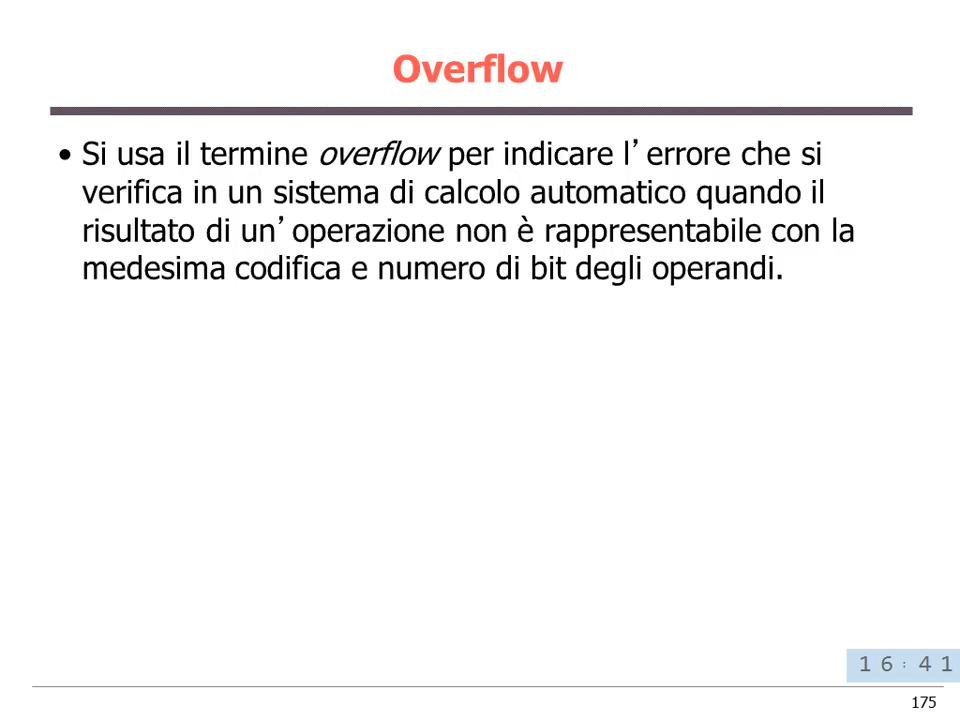 Overflow
• Si usa il termine overflow per indicare l’errore che si
verifica in un sistema di calcolo automatico quando il
risultato di un’operazione non è rappresentabile con la
medesima codifica e numero di bit degli operandi.
16:41
175